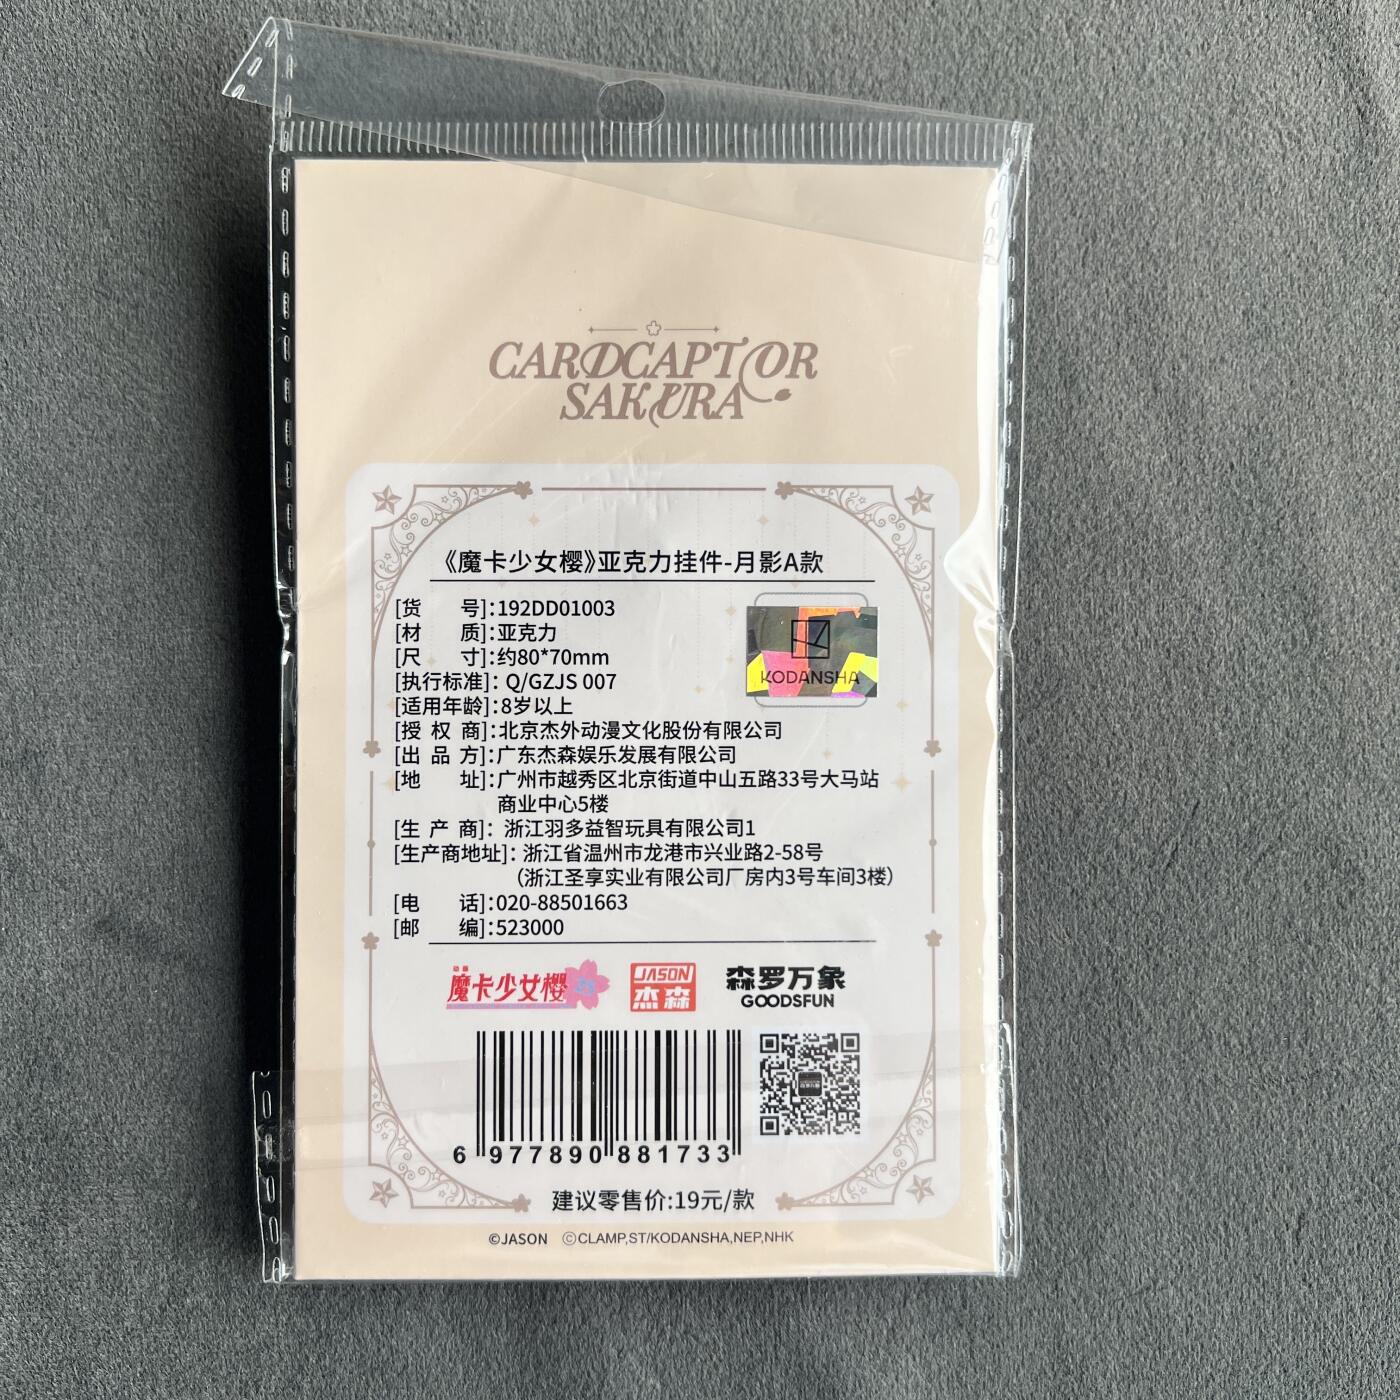 CARDCAPTOR
SAKURA
《魔卡少女樱》亚克力挂件-月影A款
[货 号]:192DD01003
[材 质]:亚克力
[尺 寸]:约80*70mm
[执行标准]: Q/GZJS 007
[适用年龄]:8岁以上
[授 权 商]:北京杰外动漫文化股份有限公司
[出 品 方]:广东杰森娱乐发展有限公司
[地 址]:广州市越秀区北京街道中山五路33号大马站
商业中心5楼
[生 产 商]: 浙江羽多益智玩具有限公司1
[生产商地址]: 浙江省温州市龙港市兴业路2-58号
(浙江圣享实业有限公司厂房内3号车间3楼)
[电 话]:020-88501663
[邮 编]:523000
KODANSHA
动画
魔卡少女樱 25
JASON
杰森
森罗万象
GOODSFUN
6 977890 881733
建议零售价:19元/款
©JASON ©CLAMP,ST/KODANSHA,NEP,NHK